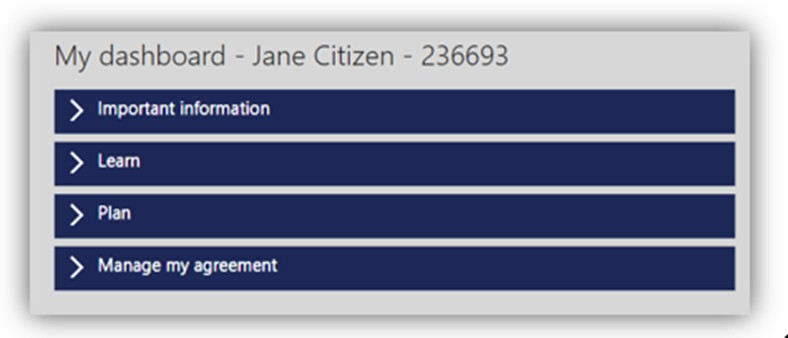 My dashboard - Jane Citizen - 236693
Important information
Learn
Plan
Manage my agreement